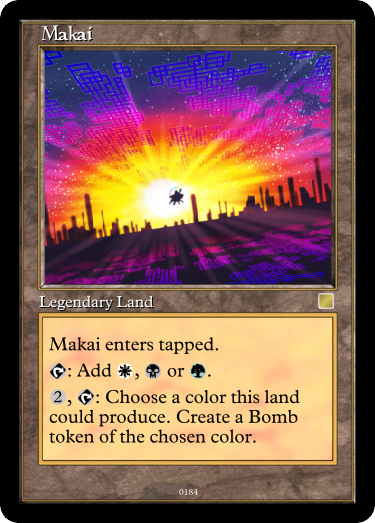 Makai
Legendary Land
Makai enters tapped.
: Add , or .
2, : Choose a color this land
could produce. Create a Bomb
token of the chosen color.
0184